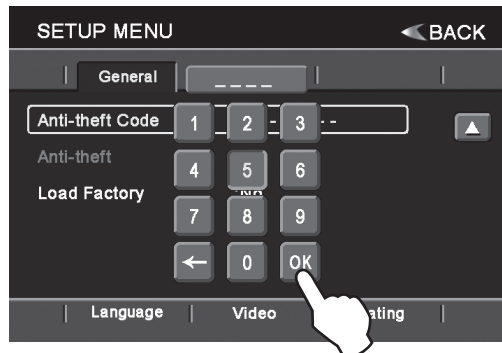 SETUP MENU BACK
General _ _ _ _
Anti-theft Code 1 2 - 3 - -
Anti-theft 4 5 6
Load Factory
7 8 9
← 0 OK
Language Video